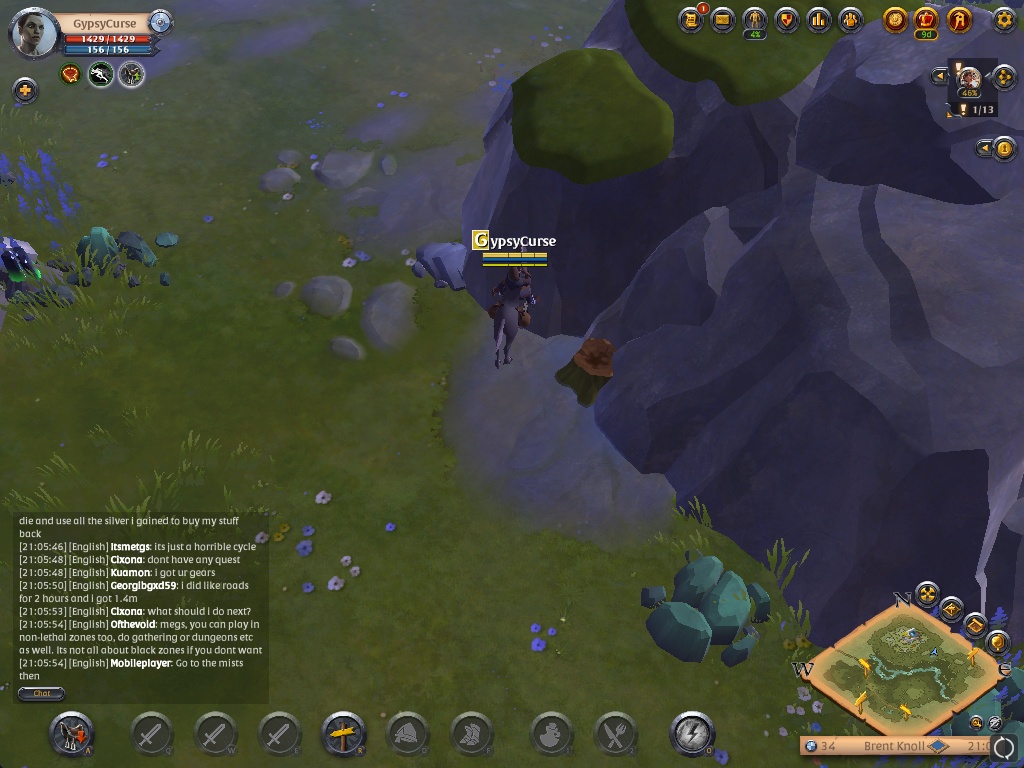 GypsyCurse
1429 / 1429
156 / 156
1
4%
9d
46%
1/13
1
GypsyCurse
die and use all the silver i gained to buy my stuff
back
[21:05:46] [English] Itsmetgs: its just a horrible cycle
[21:05:48] [English] Cixona: dont have any quest
[21:05:48] [English] Kuamon: i got ur gears
[21:05:50] [English] Georgibgxd59: i did like roads
for 2 hours and i got 1.4m
[21:05:53] [English] Cixona: what should i do next?
[21:05:54] [English] Ofthevoid: megs, you can play in
non-lethal zones too, do gathering or dungeons etc
as well. Its not all about black zones if you dont want
[21:05:54] [English] Mobileplayer: Go to the mists
then
Chat
N
W
E
A
Q
W
E
R
D
F
O
34 Brent Knoll 21:0